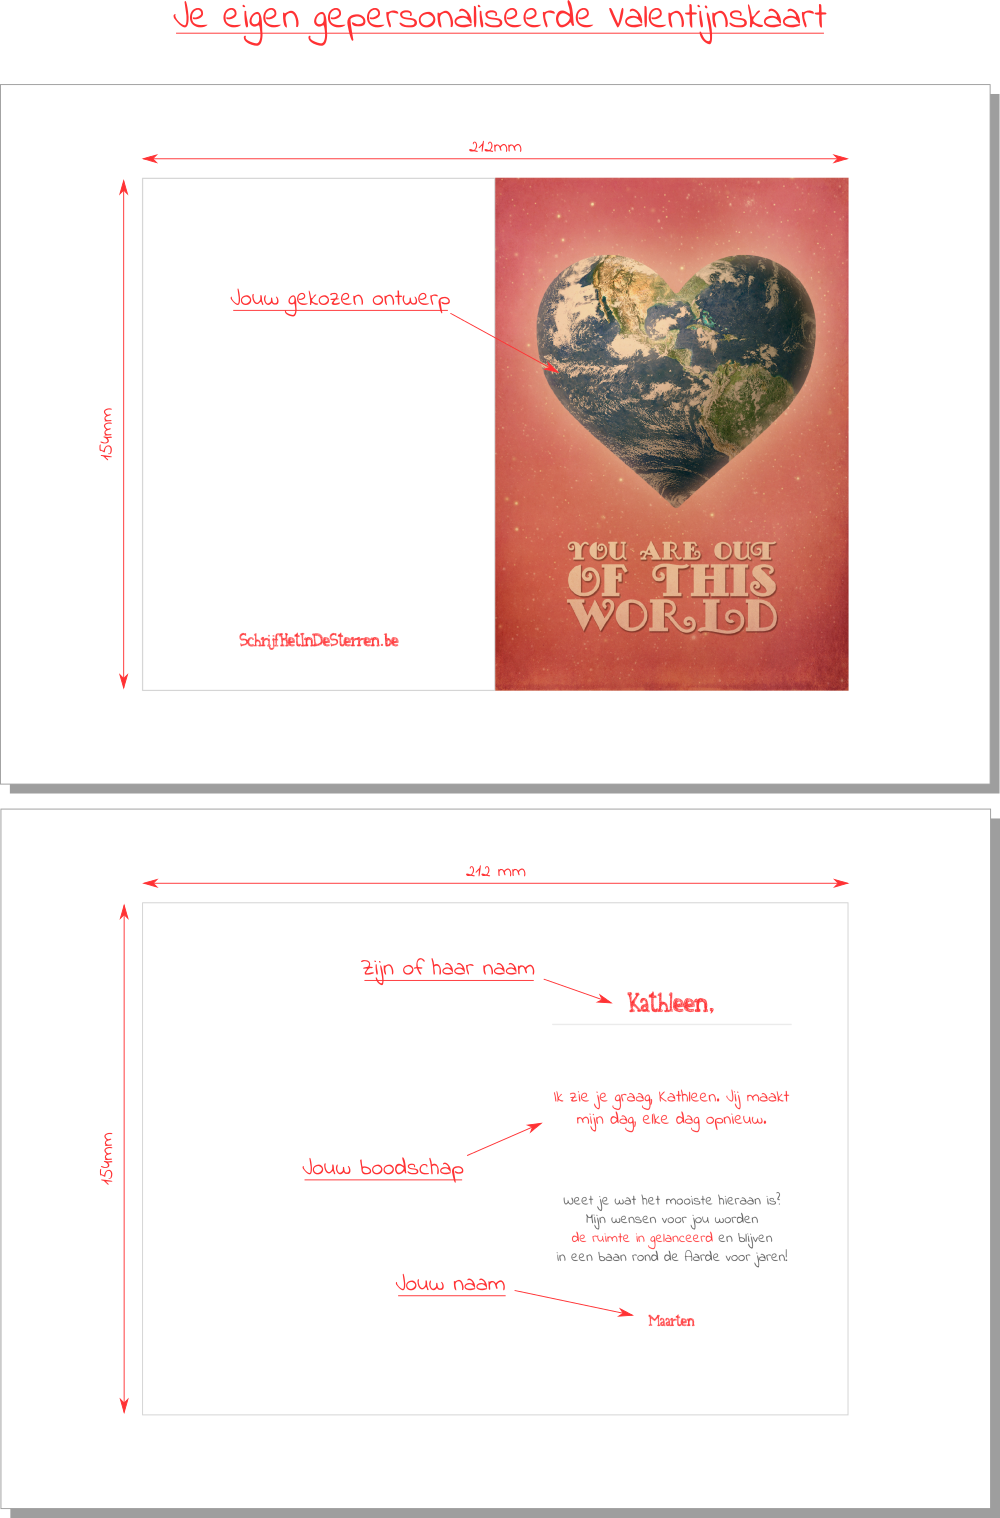 Je eigen gepersonaliseerde Valentijnskaart
212mm
Jouw gekozen ontwerp
154mm
YOU ARE OUT
OF THIS
WORLD
SchrijfHetInDeSterren.be
212 mm
Zijn of haar naam
Kathleen,
Ik zie je graag, Kathleen. Jij maakt
mijn dag, elke dag opnieuw.
154mm
Jouw boodschap
Weet je wat het mooiste hieraan is?
Mijn wensen voor jou worden
de ruimte in gelanceerd en blijven
in een baan rond de Aarde voor jaren!
Jouw naam
Maarten